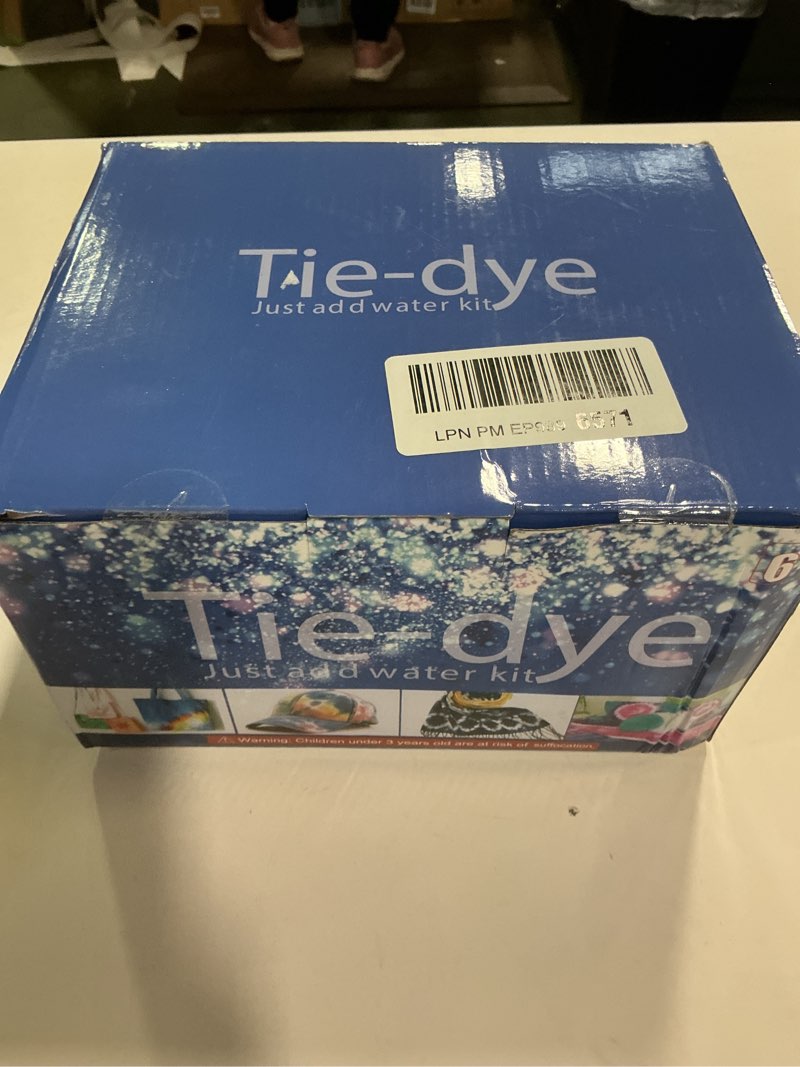 Tie-dye
Just add water kit
LPN PM 6571
Tie-dye
Just add water kit
Warning: Children under 3 years old are at risk of suffocation.